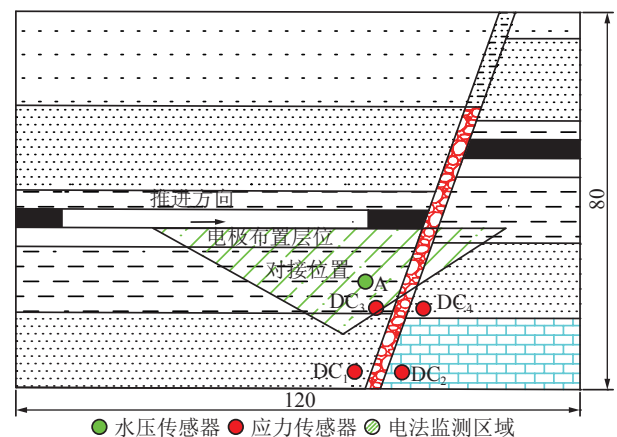 推进方向
电极布置层位
对接位置
A
DC₃
DC₄
DC₁
DC₂
80
120
水压传感器 应力传感器 电法监测区域